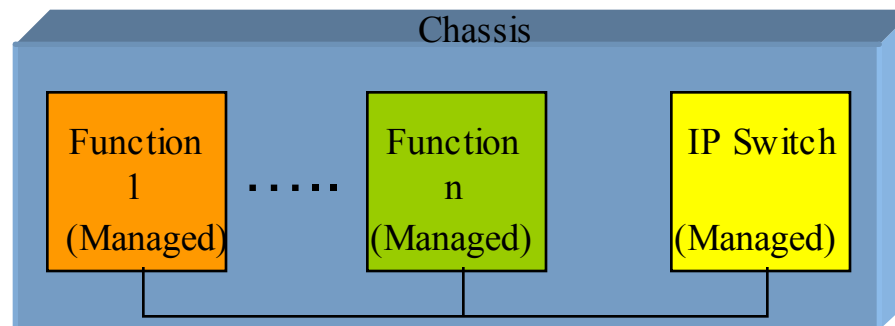 Chassis
Function
1
(Managed)
.....
Function
n
(Managed)
IP Switch
(Managed)